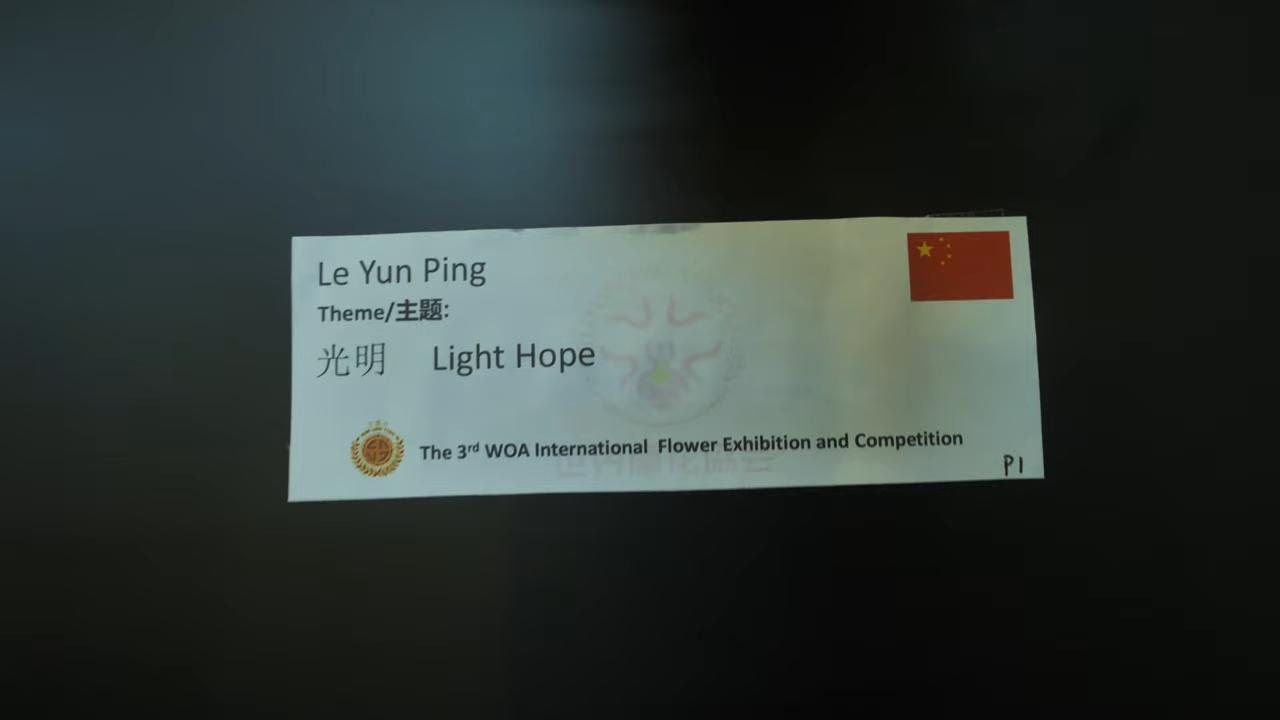 Le Yun Ping
Theme/主题:
光明 Light Hope
The 3rd WOA International Flower Exhibition and Competition
P1